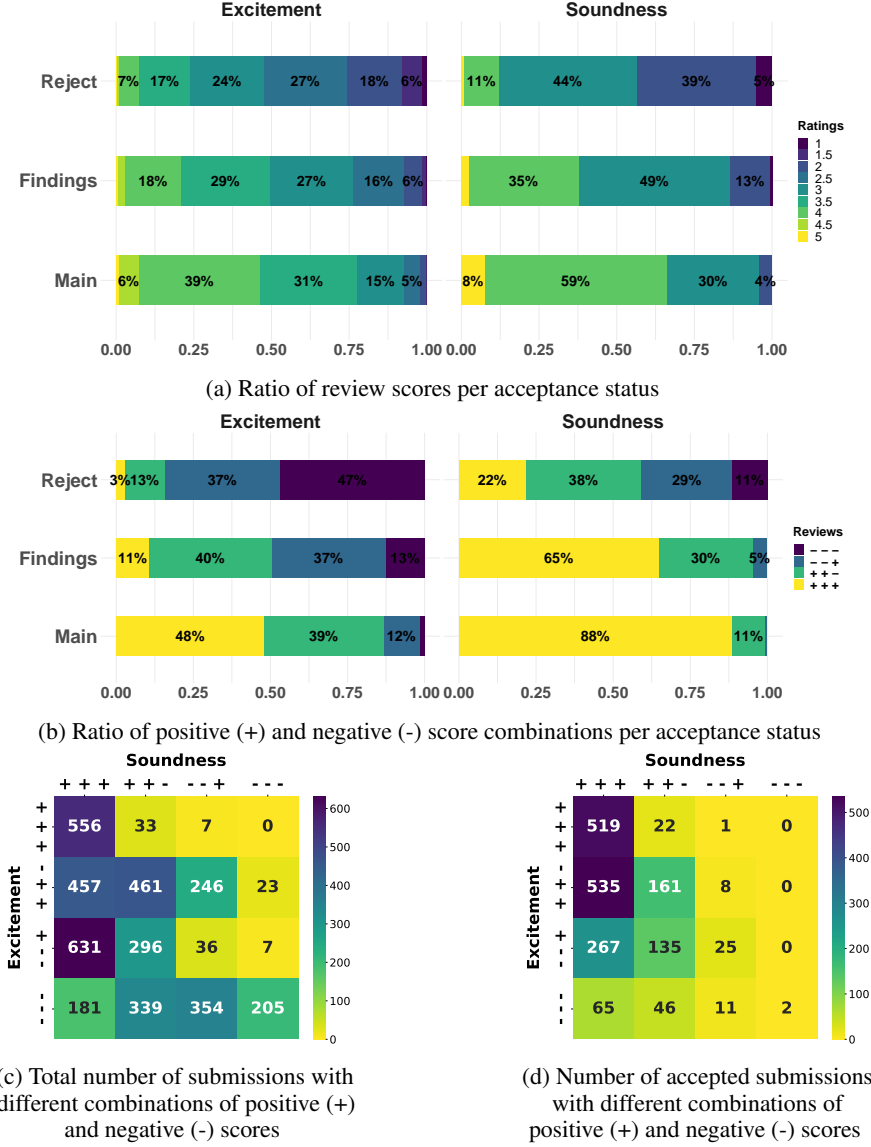 Excitement Soundness
Reject 7% 17% 24% 27% 18% 6% 11% 44% 39% 5%
Ratings
1
1.5
2
2.5
3
3.5
4
4.5
5
Findings 18% 29% 27% 16% 6% 35% 49% 13%
Main 6% 39% 31% 15% 5% 8% 59% 30% 4%
0.00 0.25 0.50 0.75 1.00 0.00 0.25 0.50 0.75 1.00
(a) Ratio of review scores per acceptance status
Excitement Soundness
Reject 3% 13% 37% 47% 22% 38% 29% 11%
Reviews
- - -
- - +
+ + -
+ + +
Findings 11% 40% 37% 13% 65% 30% 5%
Main 48% 39% 12% 88% 11%
0.00 0.25 0.50 0.75 1.00 0.00 0.25 0.50 0.75 1.00
(b) Ratio of positive (+) and negative (-) score combinations per acceptance status
Soundness
+ + + + + - - - + - - -
Excitement
+ + + 556 33 7 0
- + + 457 461 246 23
+ - - 631 296 36 7
- - - 181 339 354 205
600
500
400
300
200
100
0
(c) Total number of submissions with
different combinations of positive (+)
and negative (-) scores
Soundness
+ + + + + - - - + - - -
Excitement
+ + + 519 22 1 0
- + + 535 161 8 0
+ - - 267 135 25 0
- - - 65 46 11 2
500
400
300
200
100
0
(d) Number of accepted submissions
with different combinations of
positive (+) and negative (-) scores